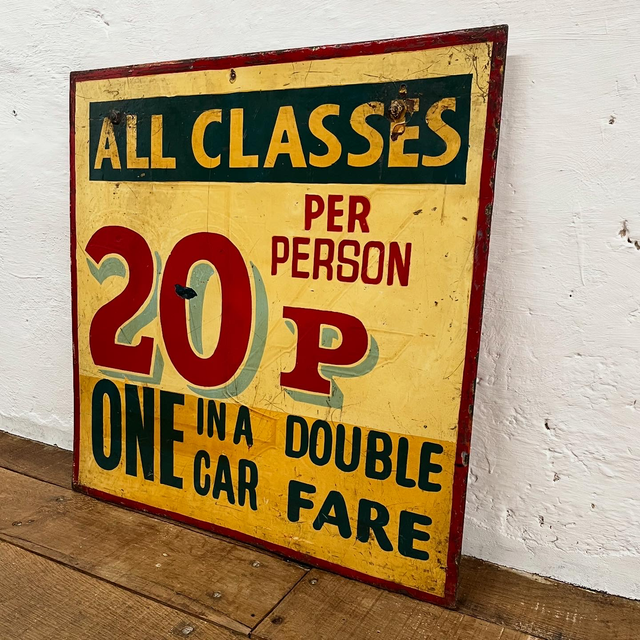 ALL CLASSES
PER
PERSON
20P
ONE IN A CAR
DOUBLE
FARE